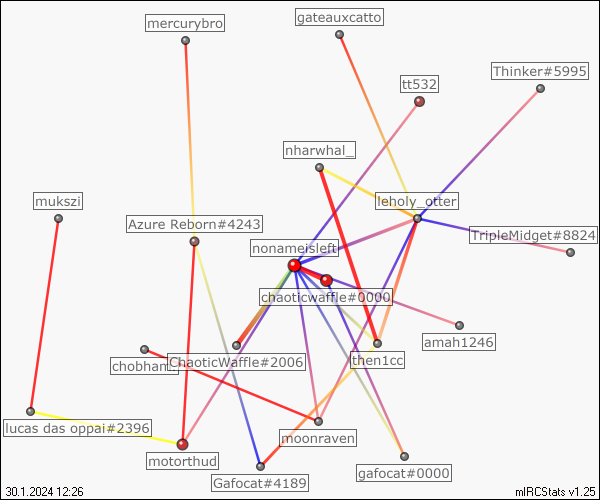 mercurybro
gateauxcatto
tt532
Thinker#5995
nharwhal_
mukszi
leholy_otter
Azure Reborn#4243
TripleMidget#8824
nonameisleft
chaoticwaffle#0000
amah1246
chobham
ChaoticWaffle#2006
then1cc
lucas das oppai#2396
moonraven
motorthud
gafocat#0000
Gafocat#4189
30.1.2024 12:26
mIRCStats v1.25